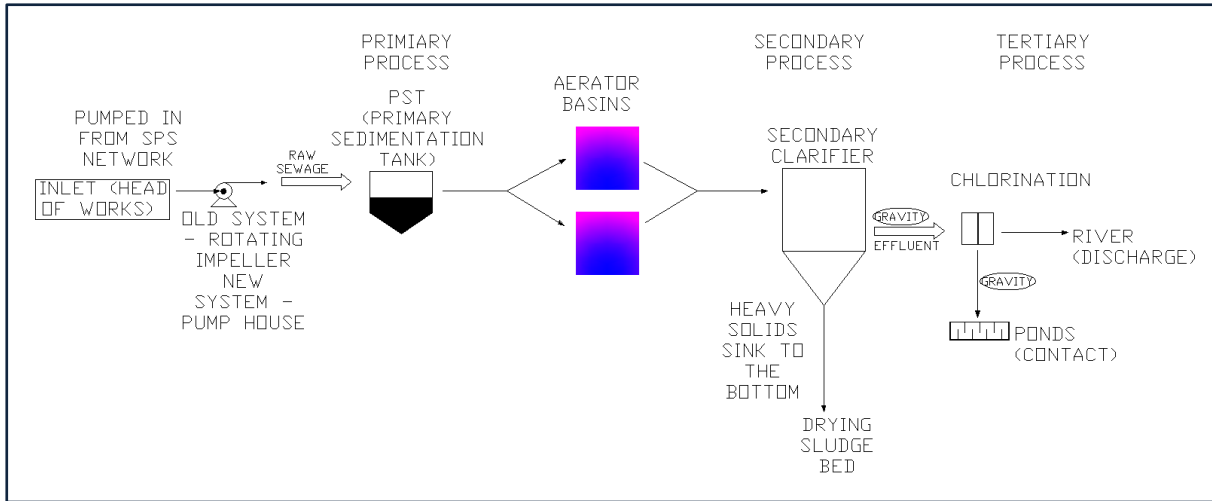 PRIMIARY
PROCESS
SECONDARY
PROCESS
TERTIARY
PROCESS
PUMPED IN
FROM SPS
NETWORK
INLET (HEAD
OF WORKS)
OLD SYSTEM
- ROTATING
IMPELLER
NEW
SYSTEM -
PUMP HOUSE
RAW
SEWAGE
PST
(PRIMARY
SEDIMENTATION
TANK)
AERATOR
BASINS
SECONDARY
CLARIFIER
HEAVY
SOLIDS
SINK TO
THE
BOTTOM
DRYING
SLUDGE
BED
GRAVITY
EFFLUENT
CHLORINATION
RIVER
(DISCHARGE)
GRAVITY
PONDS
(CONTACT)